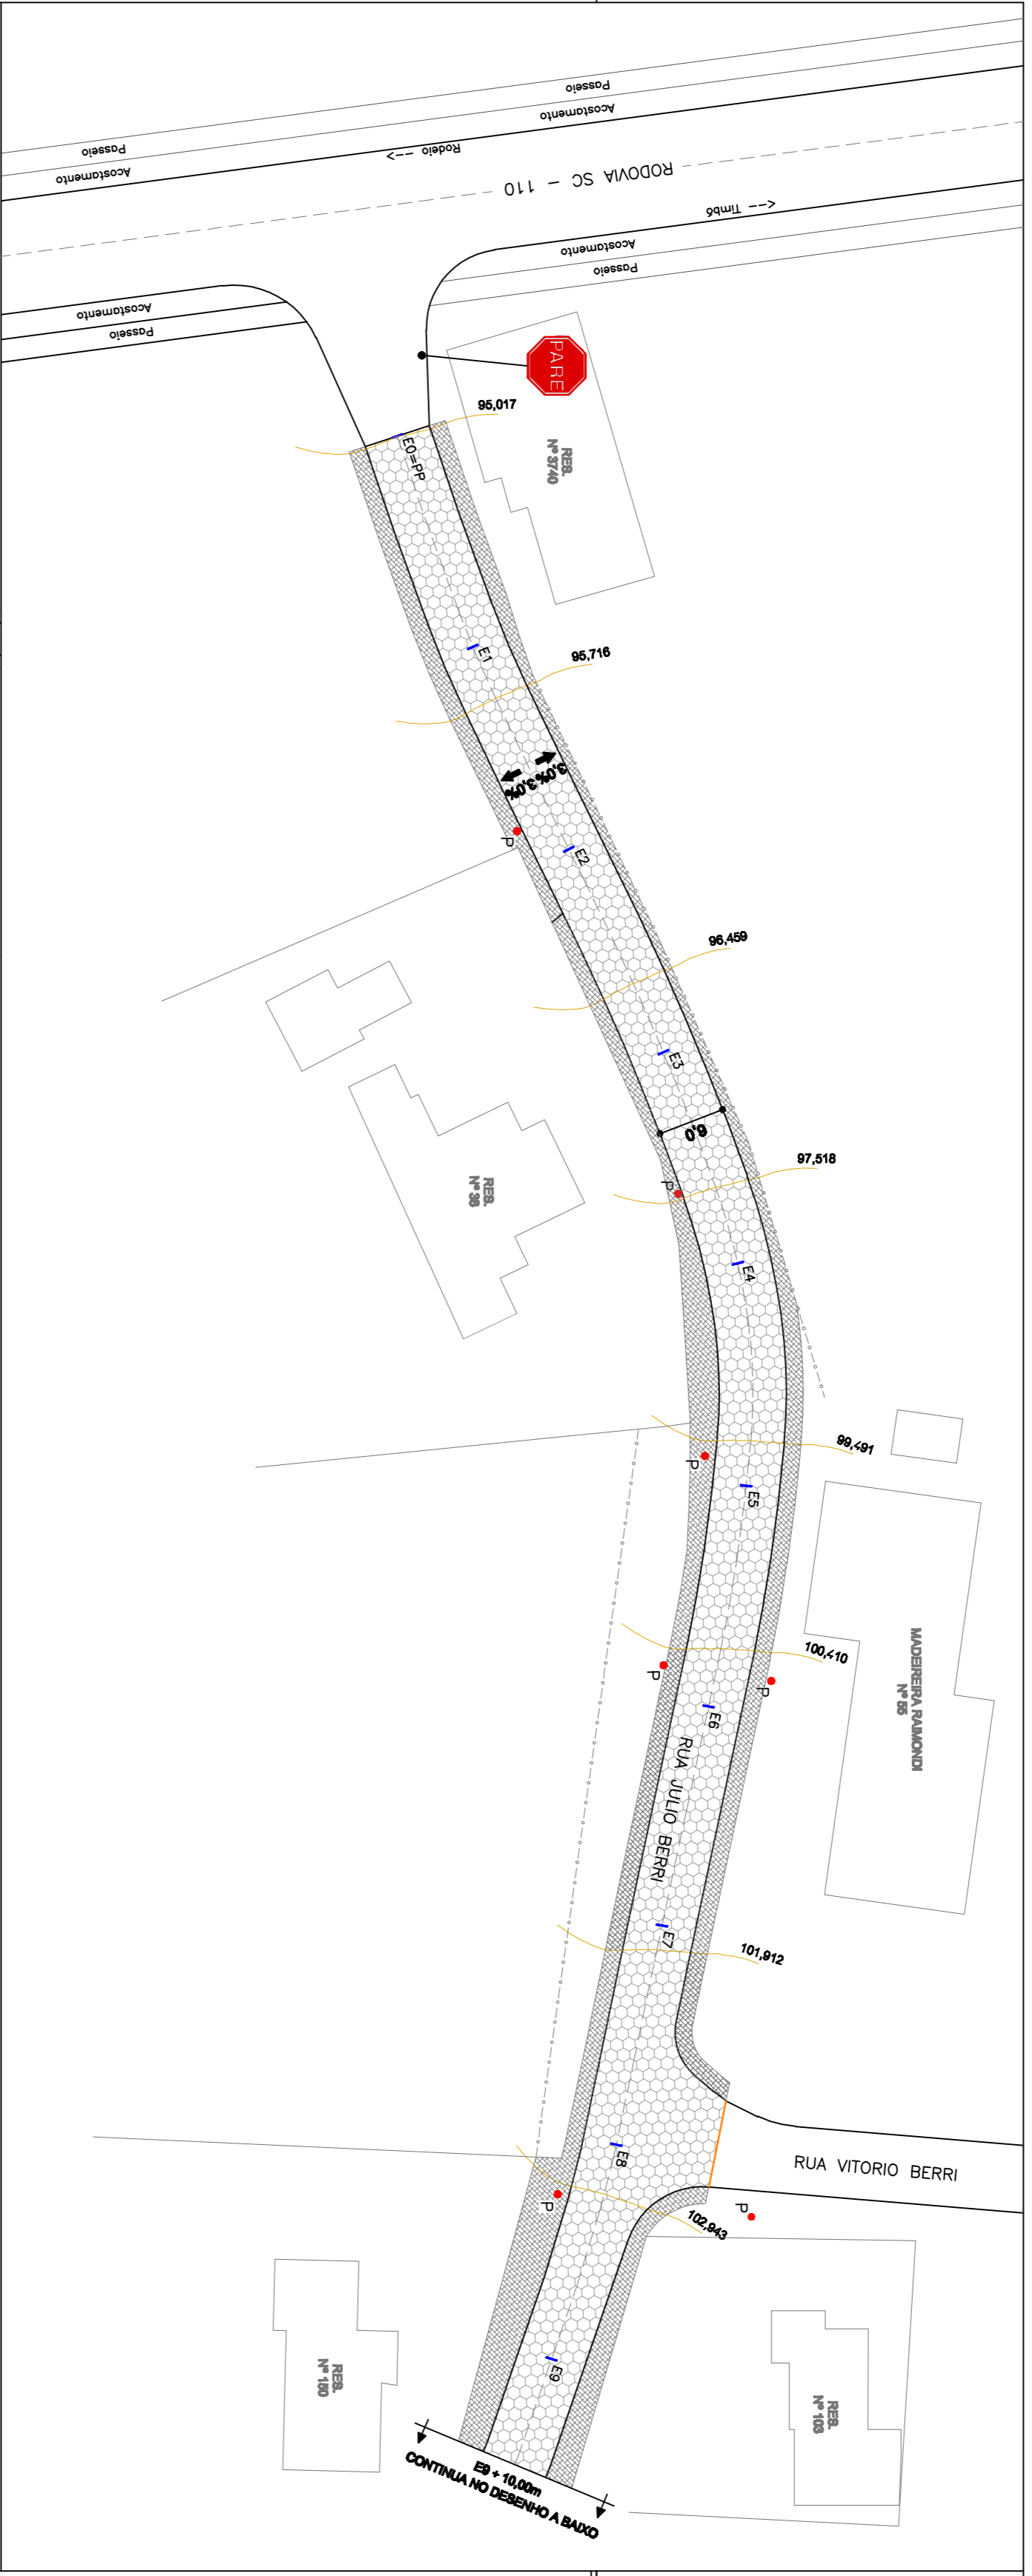 Passeio
Acostamento
Passeio
Acostamento
Rodeio -->
RODOVIA SC - 110
<-- Timbó
Acostamento
Passeio
Acostamento
Passeio
PARE
95,017
E0=PP
RES.
Nº 3740
E1
95,716
3,0%
3,0%
P
E2
96,459
E3
6,0
97,518
P
RES.
Nº 36
E4
99,491
P
E5
100,410
P
P
MADEIREIRA RAIMONDI
Nº 55
E6
RUA JULIO BERRI
E7
101,912
RUA VITORIO BERRI
E8
P
P
102,943
RES.
Nº 150
E9
RES.
Nº 103
E9 + 10,00m
CONTINUA NO DESENHO A BAIXO